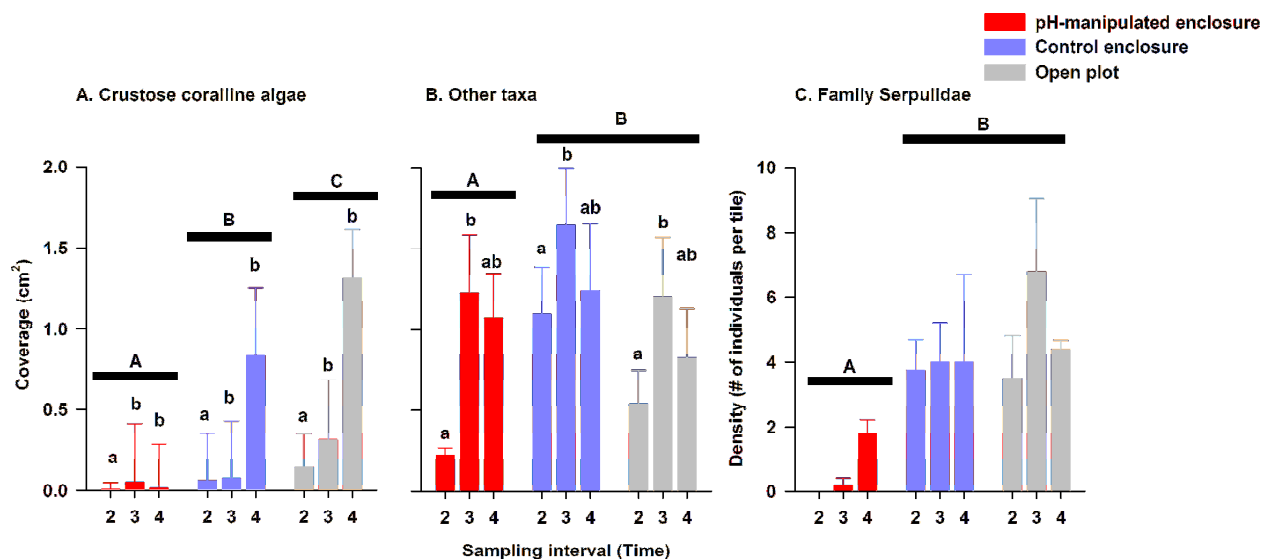 pH-manipulated enclosure
Control enclosure
Open plot
A. Crustose coralline algae
B. Other taxa
C. Family Serpulidae
Coverage (cm²)
2.0
1.5
1.0
0.5
0.0
A
B
C
a
b
b
a
b
b
a
b
b
2 3 4
2 3 4
2 3 4
A
B
a
b
ab
a
b
ab
a
b
ab
2 3 4
2 3 4
2 3 4
Density (# of individuals per tile)
10
8
6
4
2
0
A
B
2 3 4
2 3 4
2 3 4
Sampling interval (Time)